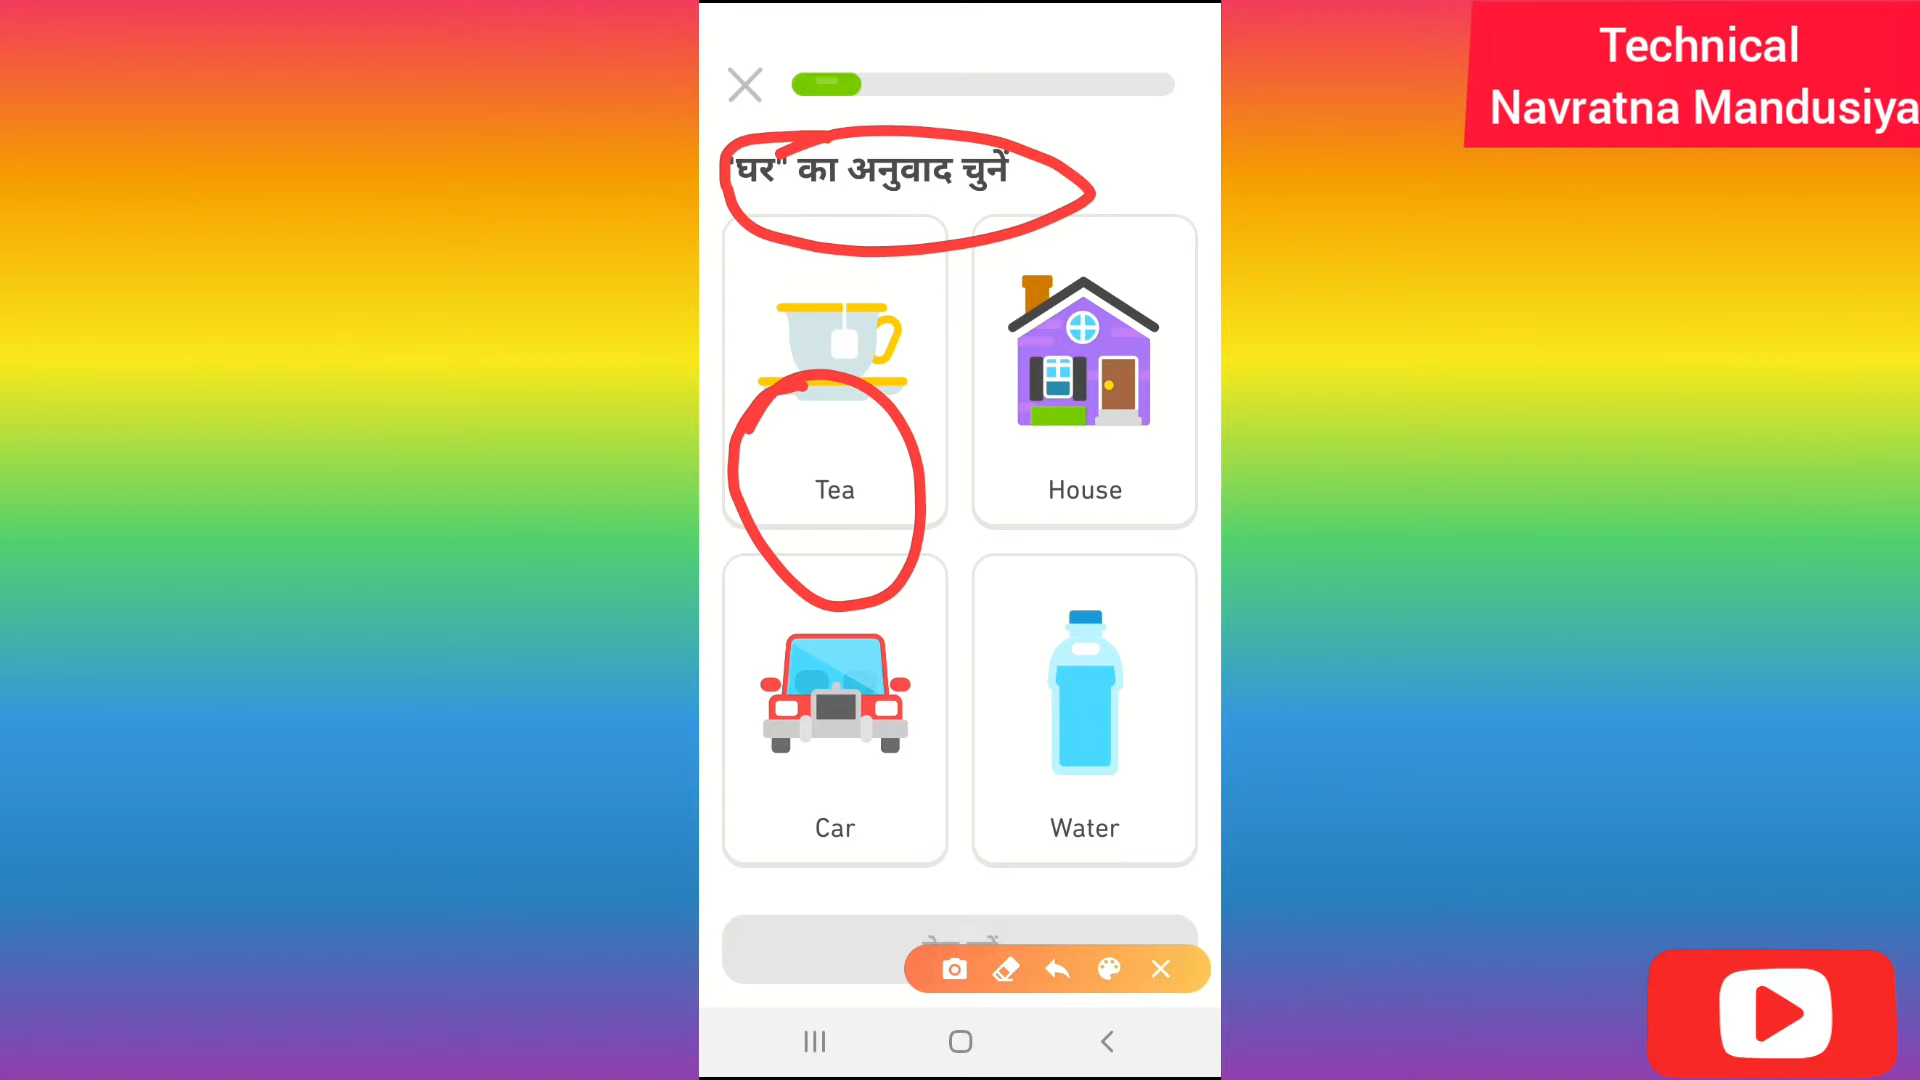 Technical
Navratna Mandusiya
"घर" का अनुवाद चुनें
Tea
House
Car
Water